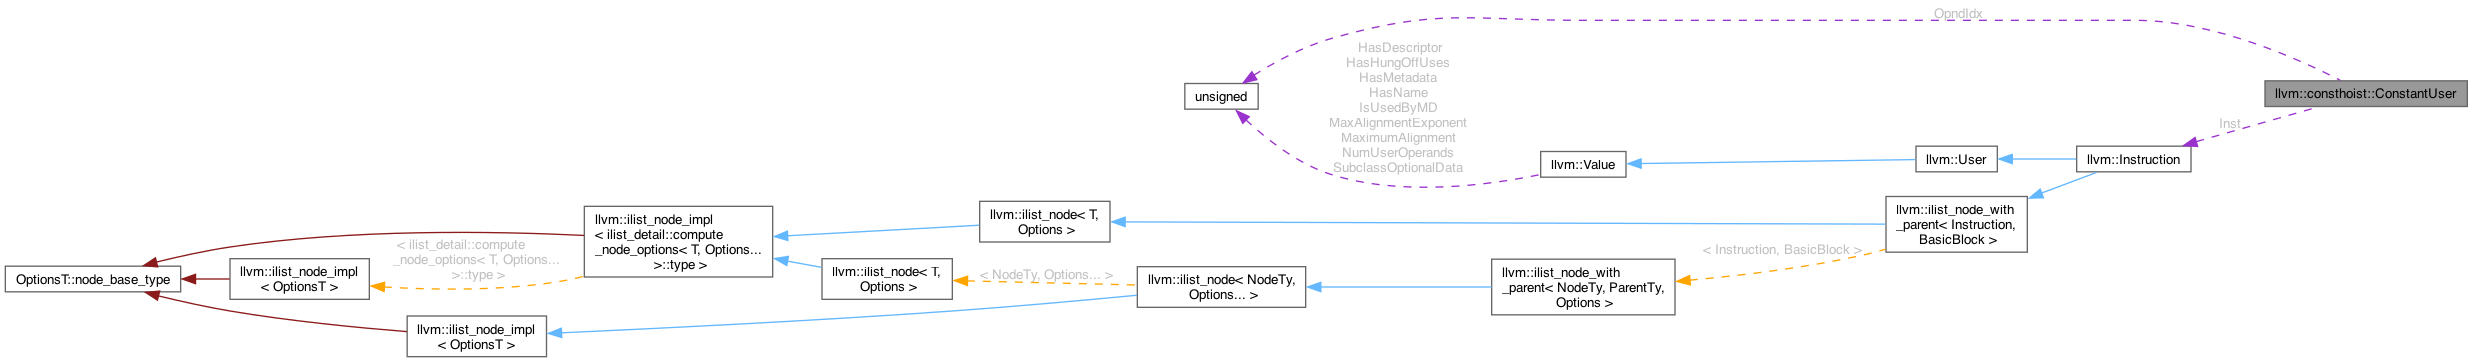 OpndIdx
HasDescriptor
HasHungOffUses
HasMetadata
HasName
IsUsedByMD
MaxAlignmentExponent
MaximumAlignment
NumUserOperands
SubclassOptionalData
unsigned
llvm::consthoist::ConstantUser
Inst
llvm::Value
llvm::User
llvm::Instruction
llvm::ilist_node_impl
< ilist_detail::compute
_node_options< T, Options...
>::type >
llvm::ilist_node< T,
Options >
llvm::ilist_node_with
_parent< Instruction,
BasicBlock >
< ilist_detail::compute
_node_options< T, Options...
>::type >
< Instruction, BasicBlock >
OptionsT::node_base_type
llvm::ilist_node_impl
< OptionsT >
llvm::ilist_node< T,
Options >
< NodeTy, Options... >
llvm::ilist_node< NodeTy,
Options... >
llvm::ilist_node_with
_parent< NodeTy, ParentTy,
Options >
llvm::ilist_node_impl
< OptionsT >